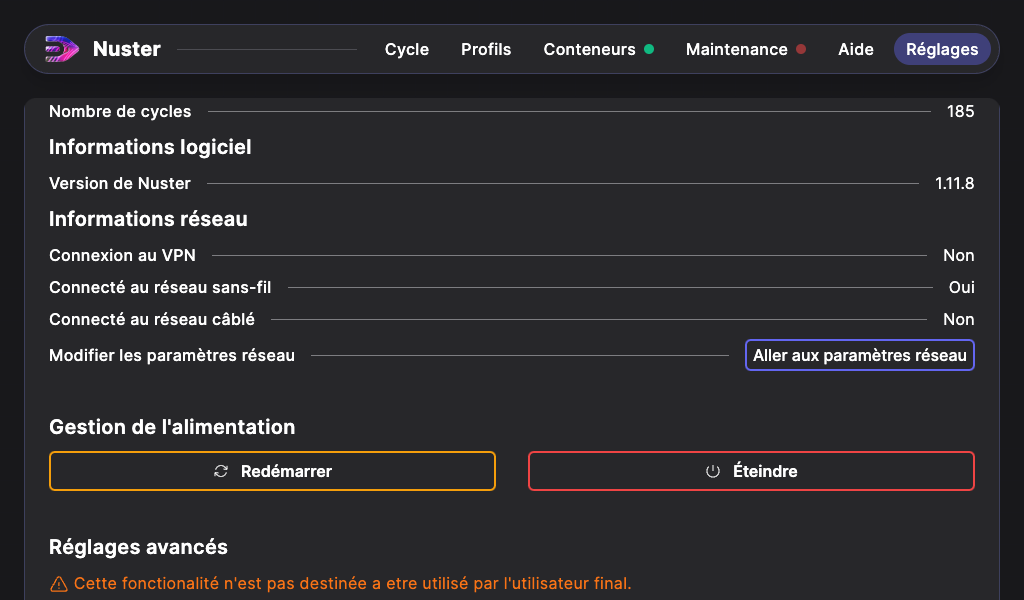 Nuster
Cycle
Profils
Conteneurs
Maintenance
Aide
Réglages
Nombre de cycles 185
Informations logiciel
Version de Nuster 1.11.8
Informations réseau
Connexion au VPN Non
Connecté au réseau sans-fil Oui
Connecté au réseau câblé Non
Modifier les paramètres réseau Aller aux paramètres réseau
Gestion de l'alimentation
Redémarrer
Éteindre
Réglages avancés
Cette fonctionalité n'est pas destinée a etre utilisé par l'utilisateur final.